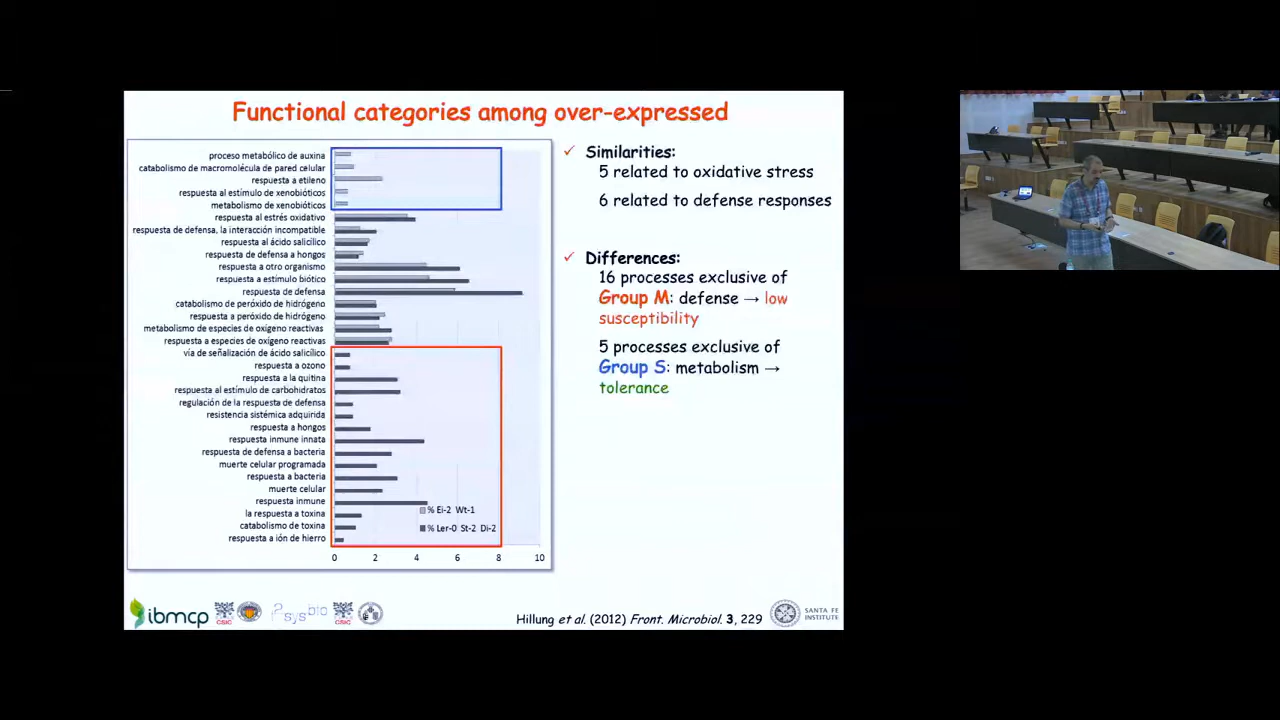 Functional categories among over-expressed
proceso metabólico de auxina
catabolismo de macromolécula de pared celular
respuesta a etileno
respuesta al estímulo de xenobióticos
metabolismo de xenobióticos
respuesta al estrés oxidativo
respuesta de defensa, la interacción incompatible
respuesta al ácido salicílico
respuesta de defensa a hongos
respuesta a otro organismo
respuesta a estímulo biótico
respuesta de defensa
catabolismo de peróxido de hidrógeno
respuesta a peróxido de hidrógeno
metabolismo de especies de oxígeno reactivas
respuesta a especies de oxígeno reactivas
vía de señalización de ácido salicílico
respuesta a ozono
respuesta a la quitina
respuesta al estímulo de carbohidratos
regulación de la respuesta de defensa
resistencia sistémica adquirida
respuesta a hongos
respuesta inmune innata
respuesta de defensa a bacteria
muerte celular programada
respuesta a bacteria
muerte celular
respuesta inmune
la respuesta a toxina
catabolismo de toxina
respuesta a ión de hierro
% Ei-2 Wt-1
% Ler-0 St-2 Di-2
0 2 4 6 8 10
✓ Similarities:
5 related to oxidative stress
6 related to defense responses
✓ Differences:
16 processes exclusive of
Group M: defense → low
susceptibility
5 processes exclusive of
Group S: metabolism →
tolerance
ibmcp
CSIC
sysbio
CSIC
Hillung et al. (2012) Front. Microbiol. 3, 229
SANTA FE
INSTITUTE